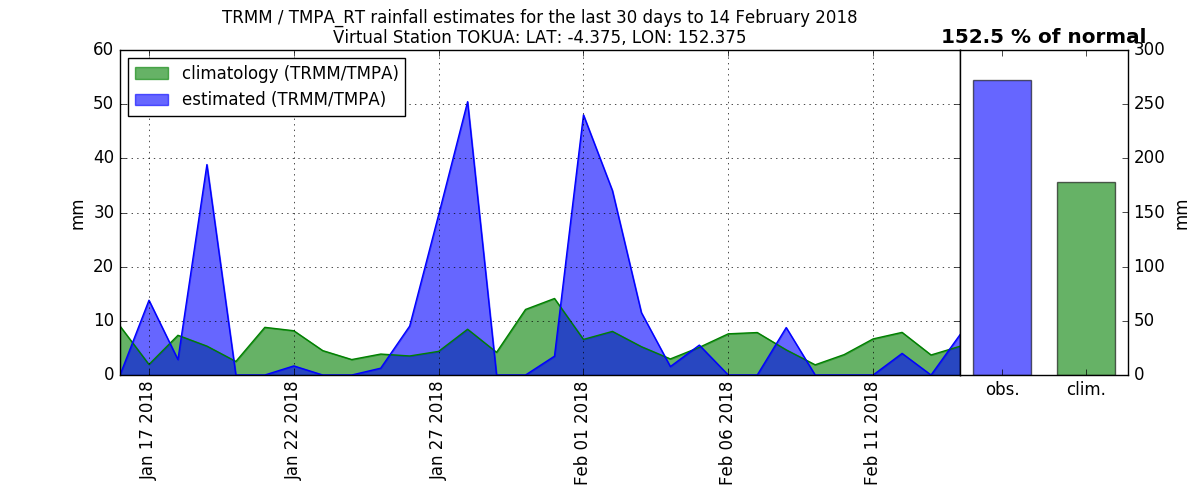 TRMM / TMPA_RT rainfall estimates for the last 30 days to 14 February 2018
Virtual Station TOKUA: LAT: -4.375, LON: 152.375
152.5 % of normal
climatology (TRMM/TMPA)
estimated (TRMM/TMPA)
60
50
40
30
20
10
0
mm
Jan 17 2018
Jan 22 2018
Jan 27 2018
Feb 01 2018
Feb 06 2018
Feb 11 2018
obs.
clim.
300
250
200
150
100
50
0
mm